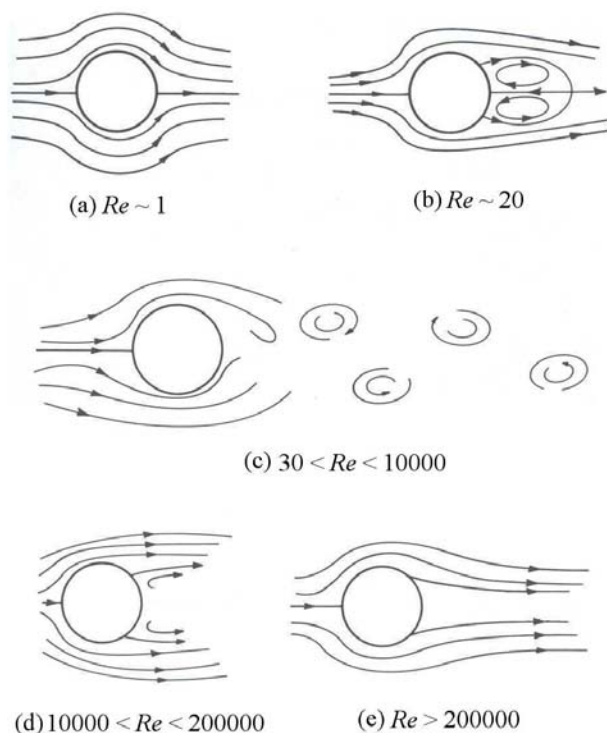 (a) Re ~ 1
(b) Re ~ 20
(c) 30 < Re < 10000
(d) 10000 < Re < 200000
(e) Re > 200000